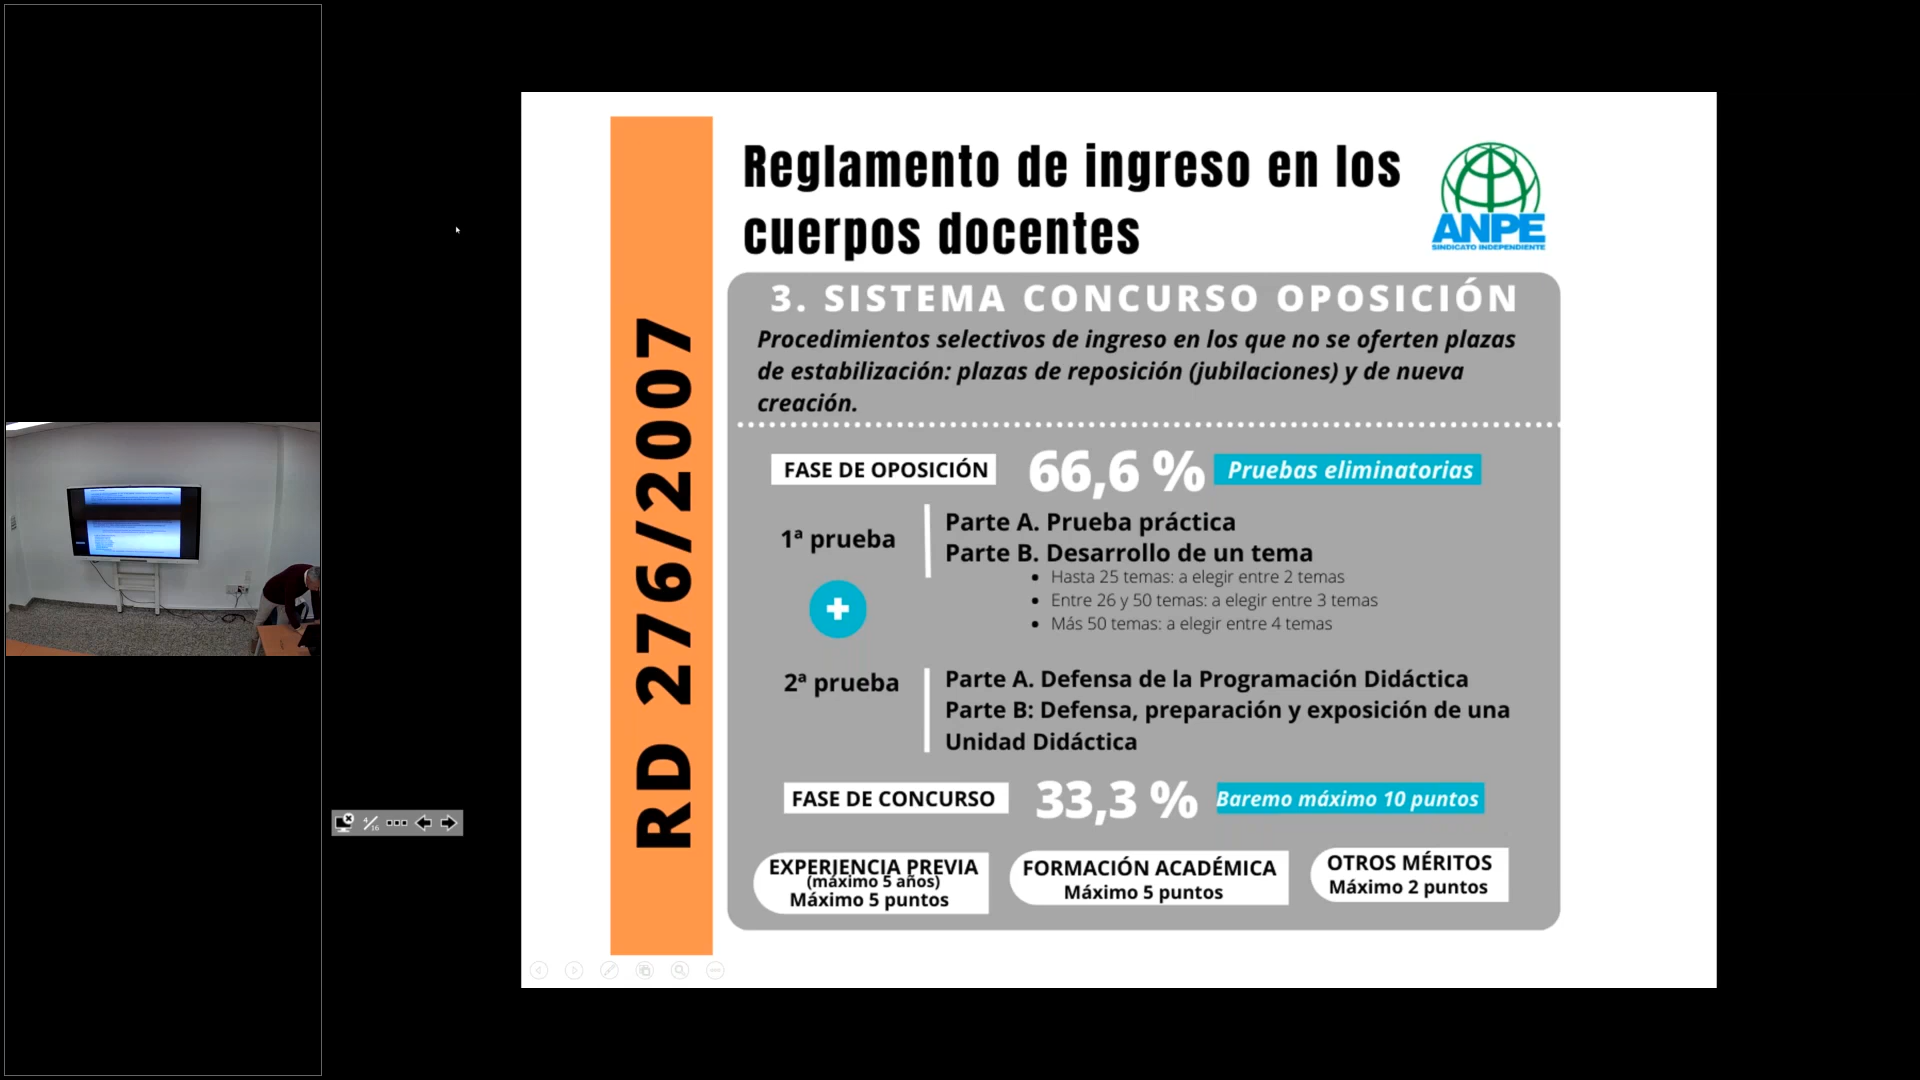 Reglamento de ingreso en los
cuerpos docentes
ANPE
SINDICATO INDEPENDIENTE
RD 276/2007
3. SISTEMA CONCURSO OPOSICIÓN
Procedimientos selectivos de ingreso en los que no se oferten plazas
de estabilización: plazas de reposición (jubilaciones) y de nueva
creación.
FASE DE OPOSICIÓN 66,6 % Pruebas eliminatorias
1ª prueba
Parte A. Prueba práctica
Parte B. Desarrollo de un tema
• Hasta 25 temas: a elegir entre 2 temas
• Entre 26 y 50 temas: a elegir entre 3 temas
• Más 50 temas: a elegir entre 4 temas
+
2ª prueba
Parte A. Defensa de la Programación Didáctica
Parte B: Defensa, preparación y exposición de una
Unidad Didáctica
FASE DE CONCURSO 33,3 % Baremo máximo 10 puntos
EXPERIENCIA PREVIA
(máximo 5 años)
Máximo 5 puntos
FORMACIÓN ACADÉMICA
Máximo 5 puntos
OTROS MÉRITOS
Máximo 2 puntos
4/16